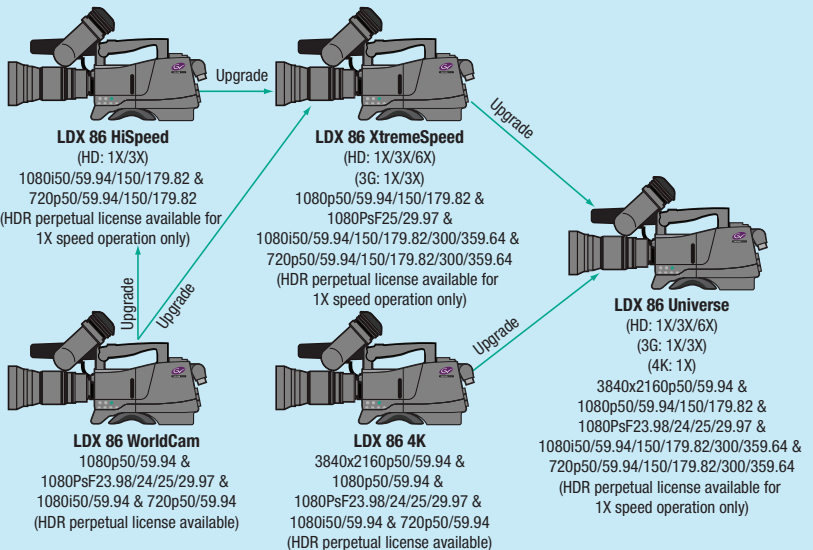 Upgrade
LDX 86 HiSpeed
(HD: 1X/3X)
1080i50/59.94/150/179.82 &
720p50/59.94/150/179.82
(HDR perpetual license available for
1X speed operation only)
LDX 86 XtremeSpeed
(HD: 1X/3X/6X)
(3G: 1X/3X)
1080p50/59.94/150/179.82 &
1080PsF25/29.97 &
1080i50/59.94/150/179.82/300/359.64 &
720p50/59.94/150/179.82/300/359.64
(HDR perpetual license available for
1X speed operation only)
Upgrade
Upgrade
Upgrade
Upgrade
LDX 86 Universe
(HD: 1X/3X/6X)
(3G: 1X/3X)
(4K: 1X)
3840x2160p50/59.94 &
1080p50/59.94/150/179.82 &
1080PsF23.98/24/25/29.97 &
1080i50/59.94/150/179.82/300/359.64 &
720p50/59.94/150/179.82/300/359.64
(HDR perpetual license available for
1X speed operation only)
LDX 86 WorldCam
1080p50/59.94 &
1080PsF23.98/24/25/29.97 &
1080i50/59.94 & 720p50/59.94
(HDR perpetual license available)
LDX 86 4K
3840x2160p50/59.94 &
1080p50/59.94 &
1080PsF23.98/24/25/29.97 &
1080i50/59.94 & 720p50/59.94
(HDR perpetual license available)